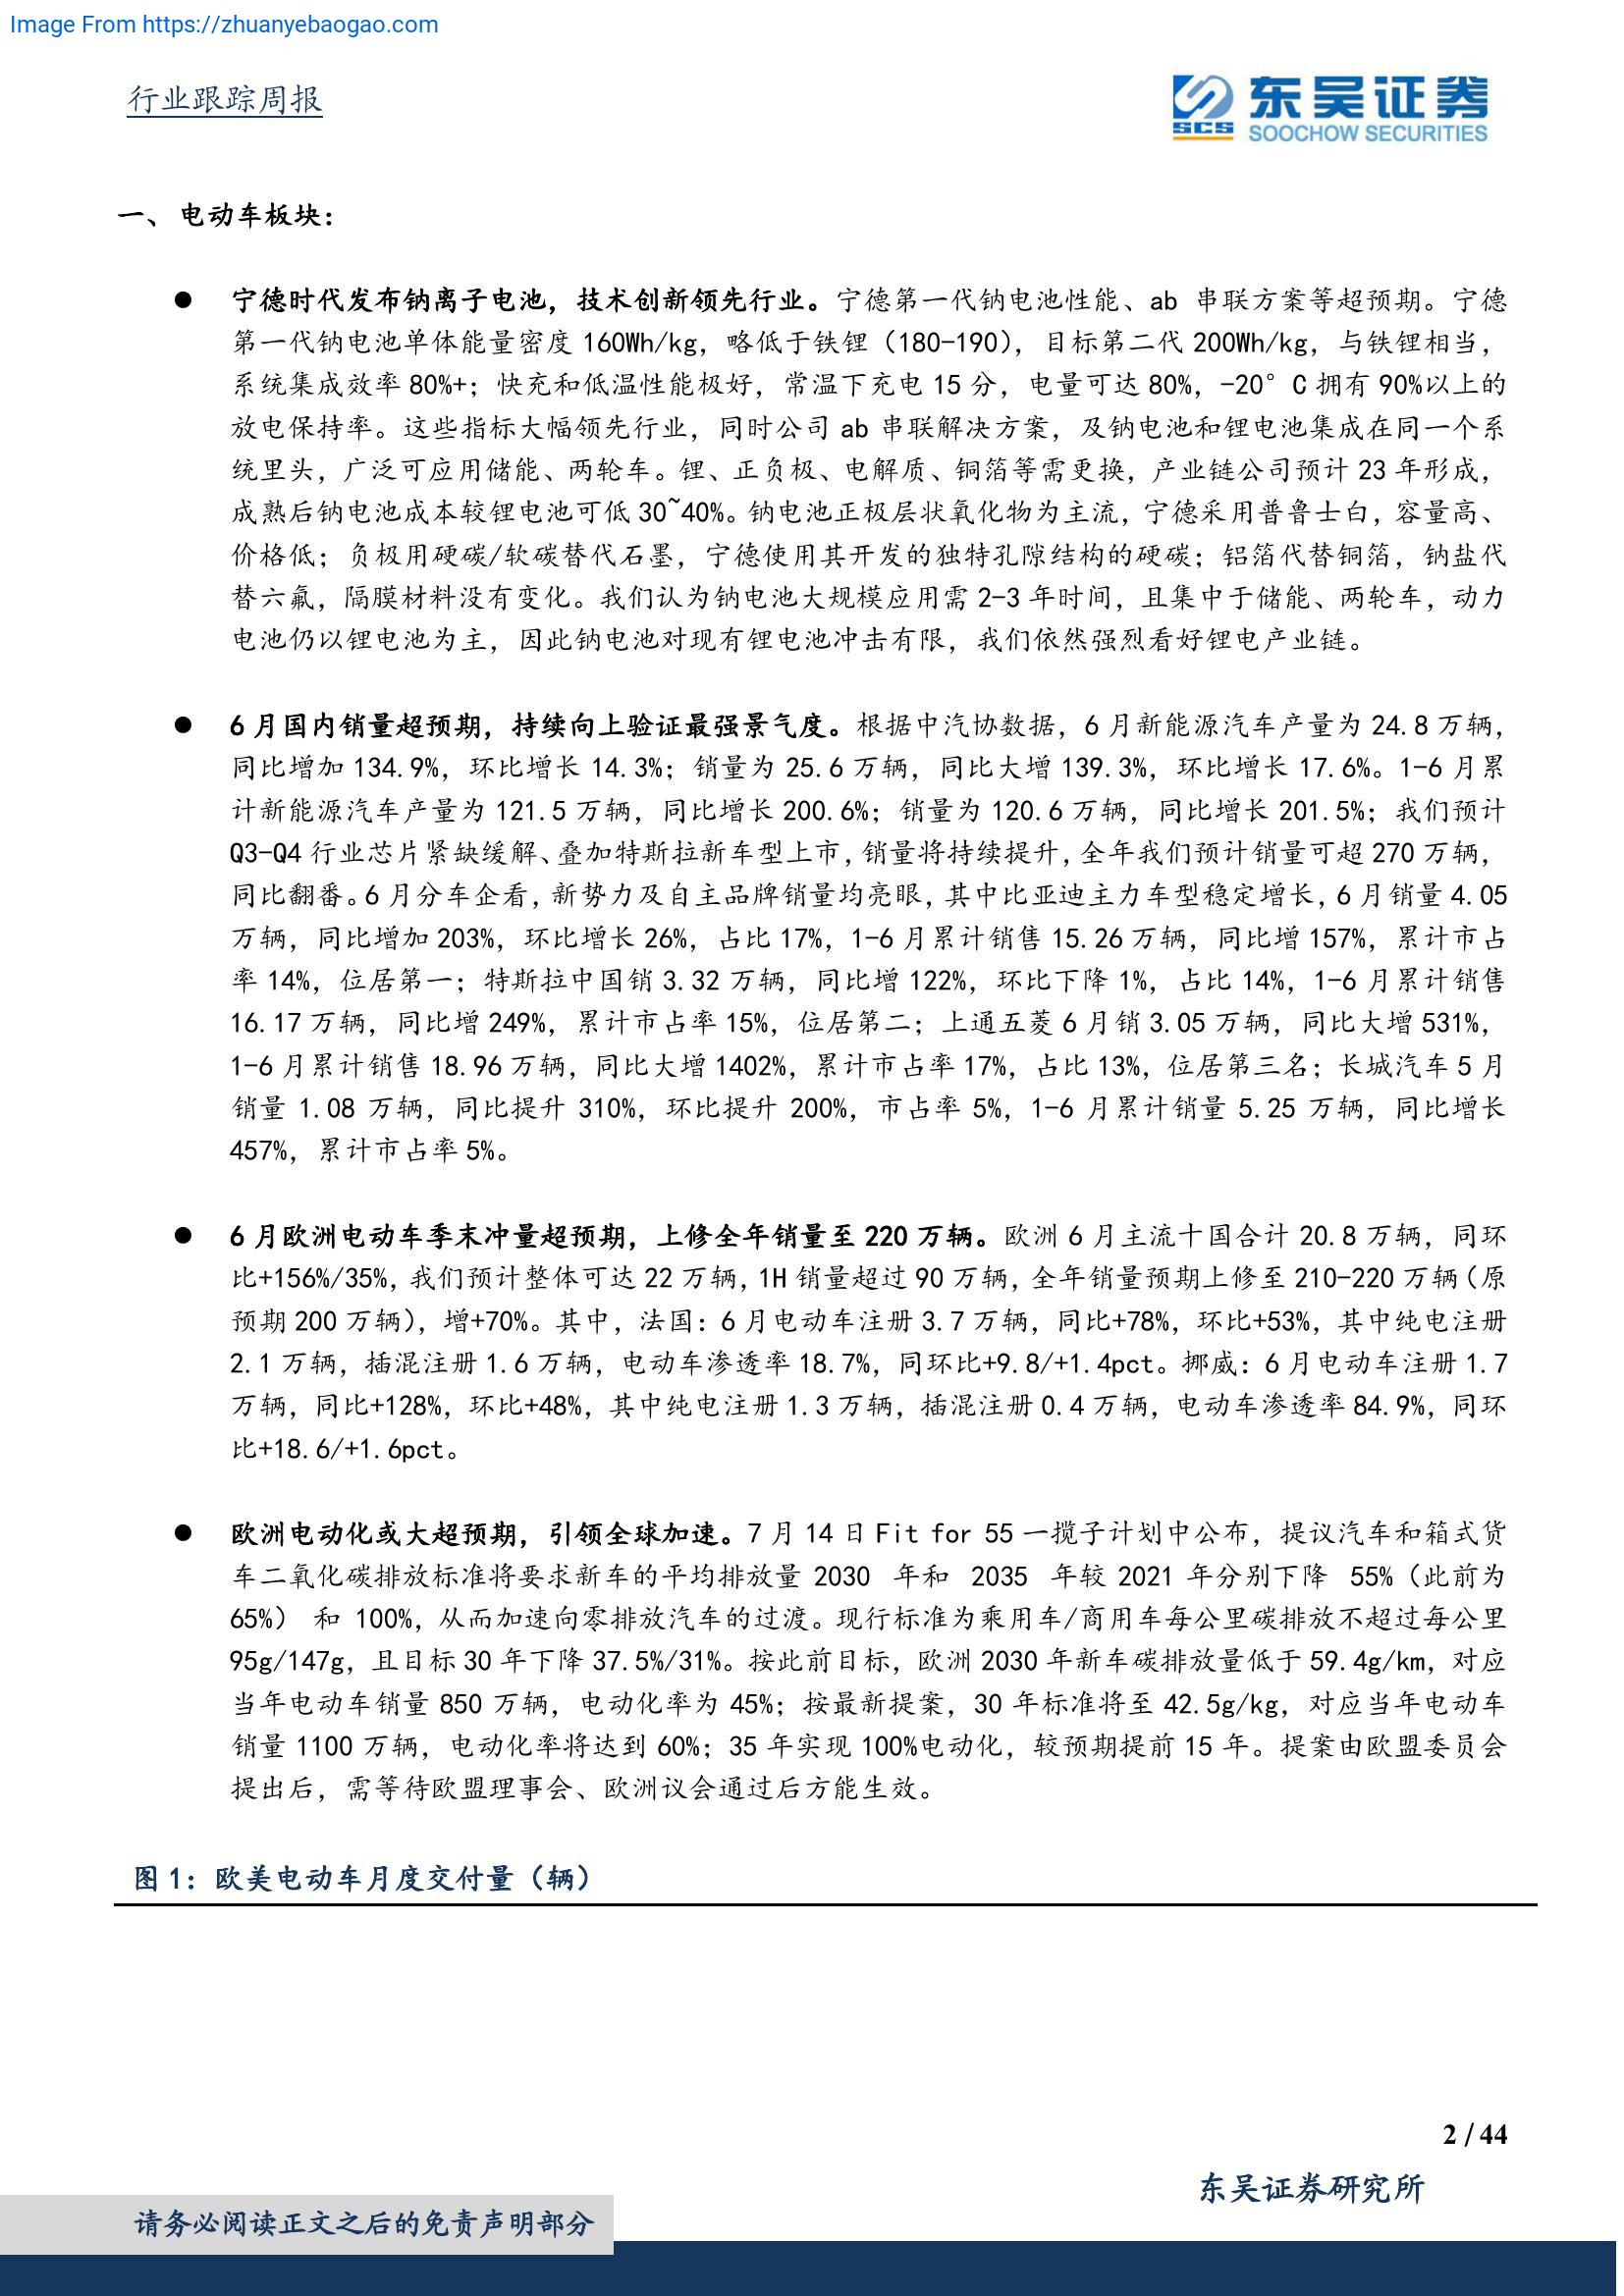 Image From https://zhuanyebaogao.com
行业跟踪周报
SCS
东吴证券
SOOCHOW SECURITIES
一、 电动车板块：
● 宁德时代发布钠离子电池，技术创新领先行业。宁德第一代钠电池性能、ab 串联方案等超预期。宁德
第一代钠电池单体能量密度 160Wh/kg，略低于铁锂（180-190），目标第二代 200Wh/kg，与铁锂相当，
系统集成效率 80%+；快充和低温性能极好，常温下充电 15 分，电量可达 80%，-20° C 拥有 90%以上的
放电保持率。这些指标大幅领先行业，同时公司 ab 串联解决方案，及钠电池和锂电池集成在同一个系
统里头，广泛可应用储能、两轮车。锂、正负极、电解质、铜箔等需更换，产业链公司预计 23 年形成，
成熟后钠电池成本较锂电池可低 30~40%。钠电池正极层状氧化物为主流，宁德采用普鲁士白，容量高、
价格低；负极用硬碳/软碳替代石墨，宁德使用其开发的独特孔隙结构的硬碳；铝箔代替铜箔，钠盐代
替六氟，隔膜材料没有变化。我们认为钠电池大规模应用需 2-3 年时间，且集中于储能、两轮车，动力
电池仍以锂电池为主，因此钠电池对现有锂电池冲击有限，我们依然强烈看好锂电产业链。
● 6 月国内销量超预期，持续向上验证最强景气度。根据中汽协数据，6 月新能源汽车产量为 24.8 万辆，
同比增加 134.9%，环比增长 14.3%；销量为 25.6 万辆，同比大增 139.3%，环比增长 17.6%。1-6 月累
计新能源汽车产量为 121.5 万辆，同比增长 200.6%；销量为 120.6 万辆，同比增长 201.5%；我们预计
Q3-Q4 行业芯片紧缺缓解、叠加特斯拉新车型上市，销量将持续提升，全年我们预计销量可超 270 万辆，
同比翻番。6 月分车企看，新势力及自主品牌销量均亮眼，其中比亚迪主力车型稳定增长，6 月销量 4.05
万辆，同比增加 203%，环比增长 26%，占比 17%，1-6 月累计销售 15.26 万辆，同比增 157%，累计市占
率 14%，位居第一；特斯拉中国销 3.32 万辆，同比增 122%，环比下降 1%，占比 14%，1-6 月累计销售
16.17 万辆，同比增 249%，累计市占率 15%，位居第二；上通五菱 6 月销 3.05 万辆，同比大增 531%，
1-6 月累计销售 18.96 万辆，同比大增 1402%，累计市占率 17%，占比 13%，位居第三名；长城汽车 5 月
销量 1.08 万辆，同比提升 310%，环比提升 200%，市占率 5%，1-6 月累计销量 5.25 万辆，同比增长
457%，累计市占率 5%。
● 6 月欧洲电动车季末冲量超预期，上修全年销量至 220 万辆。欧洲 6 月主流十国合计 20.8 万辆，同环
比+156%/35%，我们预计整体可达 22 万辆，1H 销量超过 90 万辆，全年销量预期上修至 210-220 万辆（原
预期 200 万辆），增+70%。其中，法国：6 月电动车注册 3.7 万辆，同比+78%，环比+53%，其中纯电注册
2.1 万辆，插混注册 1.6 万辆，电动车渗透率 18.7%，同环比+9.8/+1.4pct。挪威：6 月电动车注册 1.7
万辆，同比+128%，环比+48%，其中纯电注册 1.3 万辆，插混注册 0.4 万辆，电动车渗透率 84.9%，同环
比+18.6/+1.6pct。
● 欧洲电动化或大超预期，引领全球加速。7 月 14 日 Fit for 55 一揽子计划中公布，提议汽车和箱式货
车二氧化碳排放标准将要求新车的平均排放量 2030 年和 2035 年较 2021 年分别下降 55%（此前为
65%） 和 100%，从而加速向零排放汽车的过渡。现行标准为乘用车/商用车每公里碳排放不超过每公里
95g/147g，且目标 30 年下降 37.5%/31%。按此前目标，欧洲 2030 年新车碳排放量低于 59.4g/km，对应
当年电动车销量 850 万辆，电动化率为 45%；按最新提案，30 年标准将至 42.5g/kg，对应当年电动车
销量 1100 万辆，电动化率将达到 60%；35 年实现 100%电动化，较预期提前 15 年。提案由欧盟委员会
提出后，需等待欧盟理事会、欧洲议会通过后方能生效。
图 1：欧美电动车月度交付量（辆）
2 / 44
东吴证券研究所
请务必阅读正文之后的免责声明部分